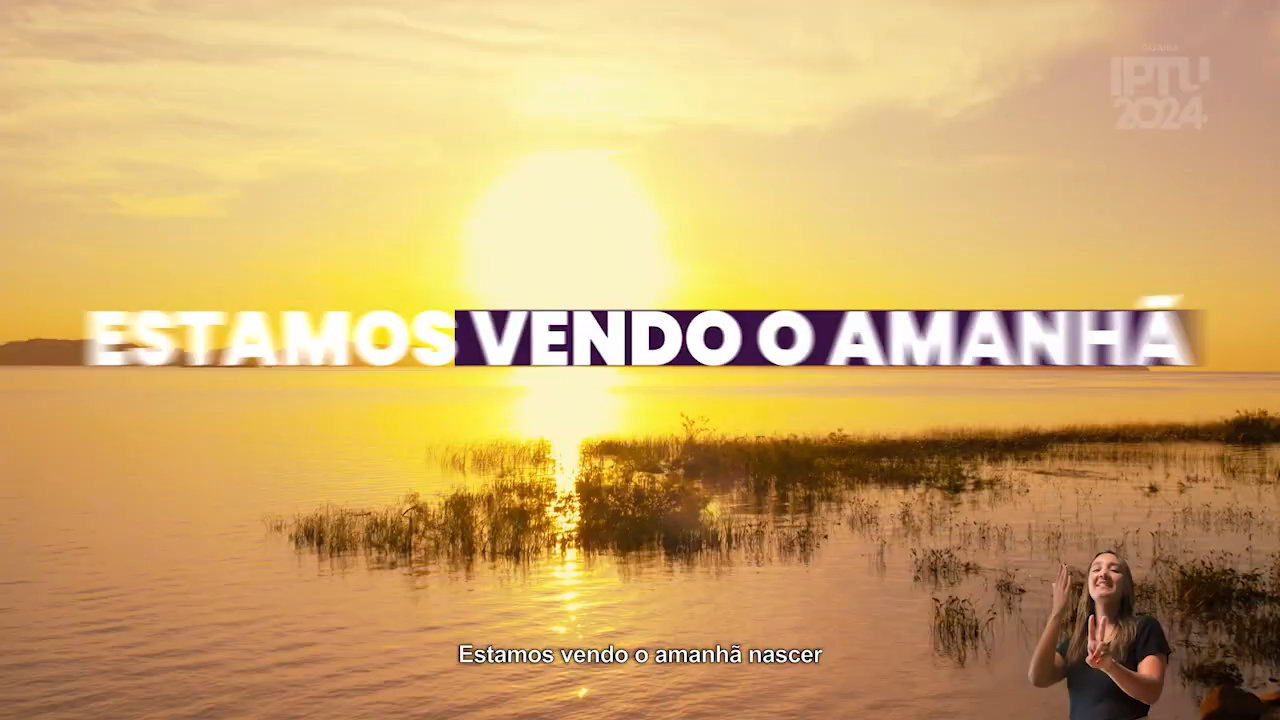 IPTU
2024
ESTAMOS VENDO O AMANHÃ
Estamos vendo o amanhã nascer